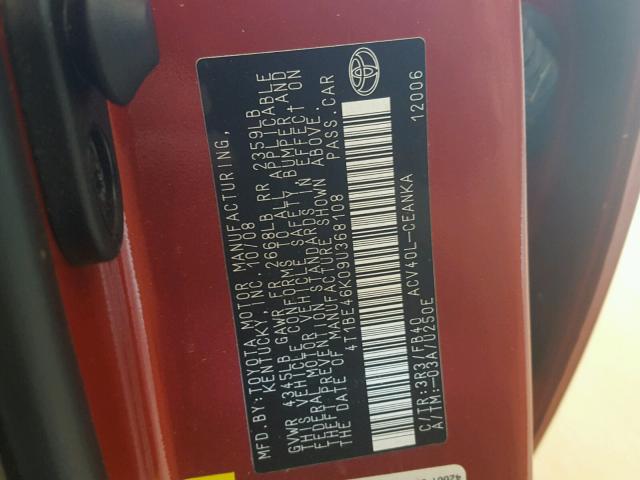 MFD.BY:TOYOTA MOTOR MANUFACTURING,
KENTUCKY, INC. 10/08
GVWR 4345LB GAWR FR 2668LB RR 2359LB
THIS VEHICLE CONFORMS TO ALL APPLICABLE
FEDERAL MOTOR VEHICLE SAFETY, BUMPER AND
THEFT PREVENTION STANDARDS IN EFFECT ON
THE DATE OF MANUFACTURE SHOWN ABOVE.
4T1BE46K09U368108 PASS.CAR
C/TR:3R3/FB40 ACV40L-CEANKA
A/TM:-03A/U250E
12006